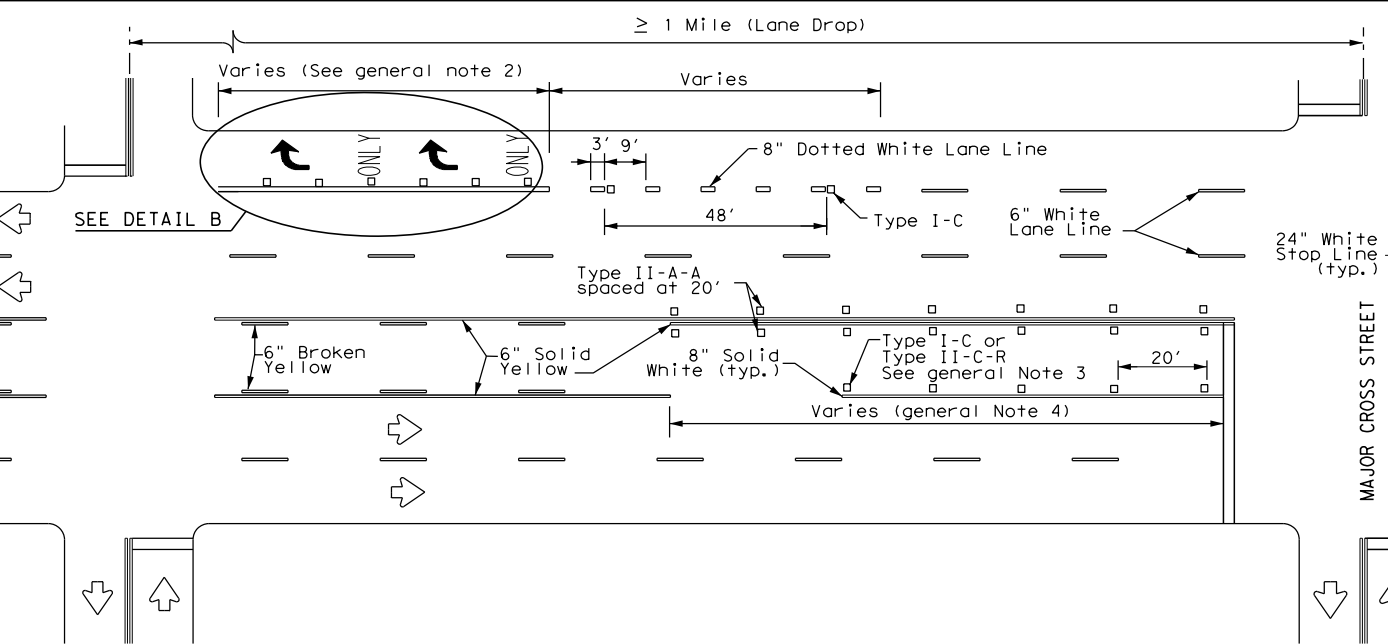 ≥ 1 Mile (Lane Drop)
Varies (See general note 2)
Varies
ONLY
ONLY
3' 9'
8" Dotted White Lane Line
SEE DETAIL B
48'
Type I-C
6" White
Lane Line
24" White
Stop Line
(typ.)
Type II-A-A
spaced at 20'
6" Broken
Yellow
6" Solid
Yellow
8" Solid
White (typ.)
Type I-C or
Type II-C-R
See general Note 3
20'
Varies (general Note 4)
MAJOR CROSS STREET